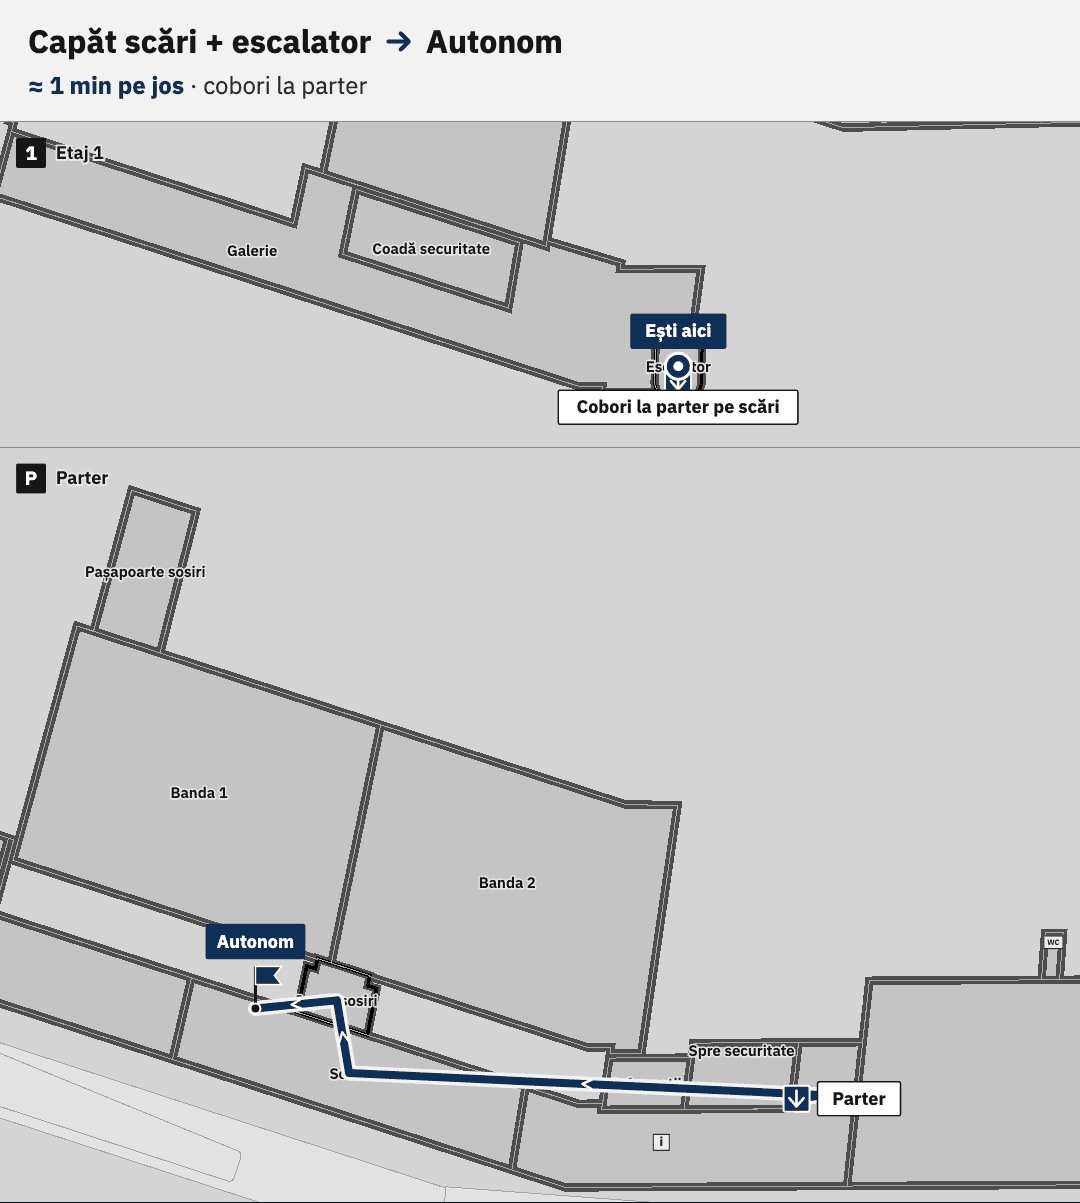 Capăt scări + escalator → Autonom
≈ 1 min pe jos · cobori la parter
1 Etaj 1
Galerie
Coadă securitate
Ești aici
Cobori la parter pe scări
P Parter
Pașapoarte sosiri
Banda 1
Banda 2
Autonom
sosiri
Spre securitate
Parter
i
WC